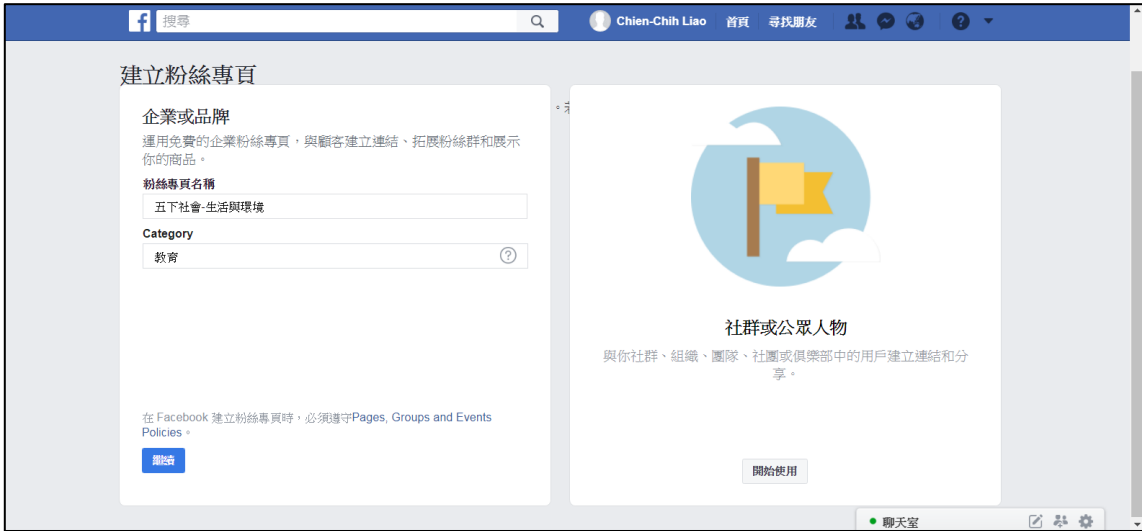 搜尋
Chien-Chih Liao 首頁 尋找朋友
建立粉絲專頁
企業或品牌
運用免費的企業粉絲專頁，與顧客建立連結、拓展粉絲群和展示
你的商品。
粉絲專頁名稱
五下社會-生活與環境
Category
教育
在 Facebook 建立粉絲專頁時，必須遵守Pages, Groups and Events
Policies。
繼續
社群或公眾人物
與你社群、組織、團隊、社團或俱樂部中的用戶建立連結和分
享。
開始使用
聊天室